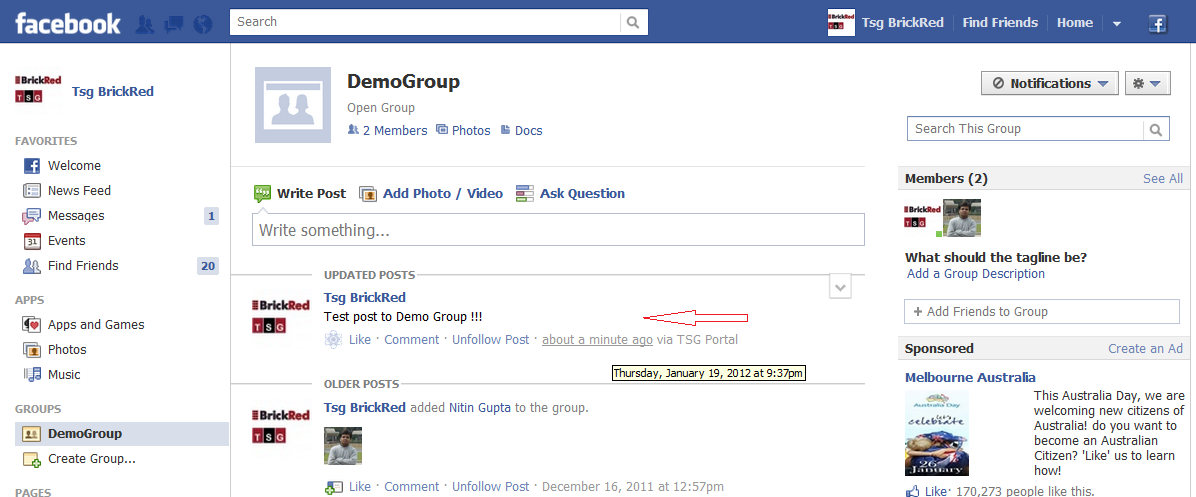 facebook
Search
Tsg BrickRed
Find Friends
Home
BrickRed
TSG
Tsg BrickRed
FAVORITES
Welcome
News Feed
Messages 1
31 Events
Find Friends 20
APPS
Apps and Games
Photos
Music
GROUPS
DemoGroup
Create Group...
PAGES
DemoGroup
Open Group
2 Members Photos Docs
Write Post Add Photo / Video Ask Question
Write something...
UPDATED POSTS
BrickRed
TSG
Tsg BrickRed
Test post to Demo Group !!!
Like · Comment · Unfollow Post · about a minute ago via TSG Portal
Thursday, January 19, 2012 at 9:37pm
OLDER POSTS
BrickRed
TSG
Tsg BrickRed added Nitin Gupta to the group.
Like · Comment · Unfollow Post · December 16, 2011 at 12:57pm
Notifications
Search This Group
Members (2) See All
BrickRed
TSG
What should the tagline be?
Add a Group Description
+ Add Friends to Group
Sponsored Create an Ad
Melbourne Australia
Australia Day
let's
celebrate
26
January
This Australia Day, we are
welcoming new citizens of
Australia! do you want to
become an Australian
Citizen? 'Like' us to learn
how!
Like · 170,273 people like this.